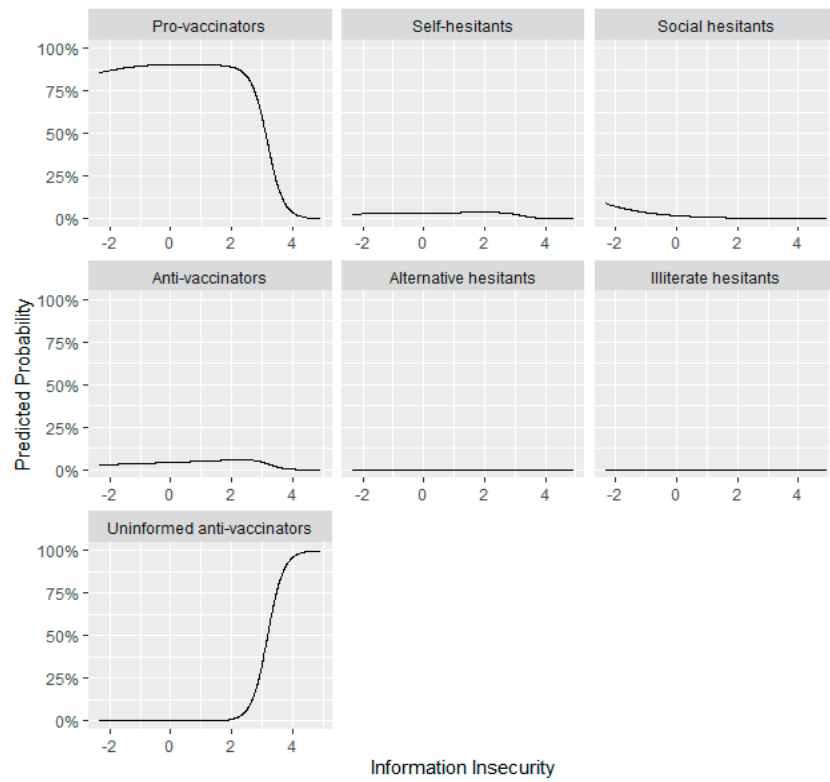 Pro-vaccinators Self-hesitants Social hesitants
100%
75%
50%
25%
0%
-2 0 2 4 -2 0 2 4 -2 0 2 4
Anti-vaccinators Alternative hesitants Illiterate hesitants
100%
75%
50%
25%
0%
-2 0 2 4 -2 0 2 4 -2 0 2 4
Predicted Probability
Uninformed anti-vaccinators
100%
75%
50%
25%
0%
-2 0 2 4
Information Insecurity